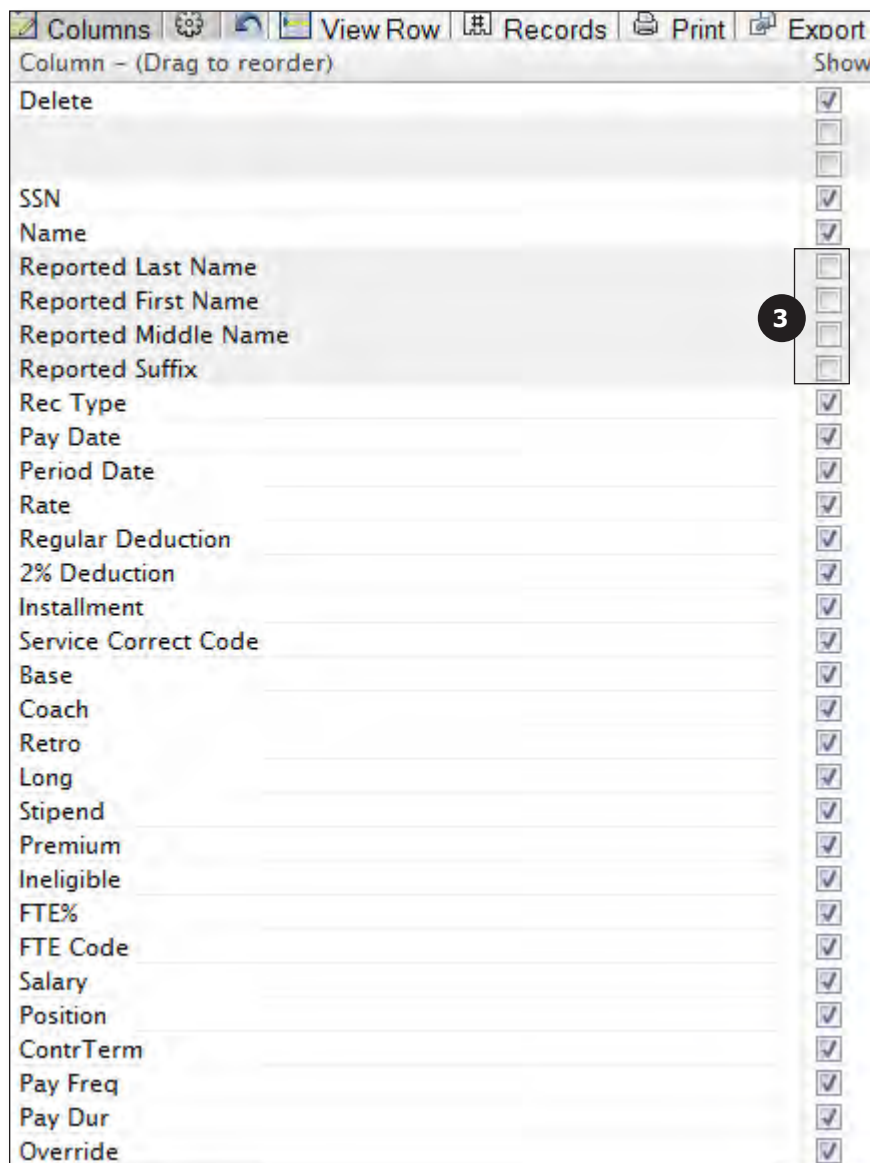 Columns View Row Records Print Export
Column – (Drag to reorder) Show
Delete
SSN
Name
Reported Last Name
Reported First Name
3
Reported Middle Name
Reported Suffix
Rec Type
Pay Date
Period Date
Rate
Regular Deduction
2% Deduction
Installment
Service Correct Code
Base
Coach
Retro
Long
Stipend
Premium
Ineligible
FTE%
FTE Code
Salary
Position
ContrTerm
Pay Freq
Pay Dur
Override